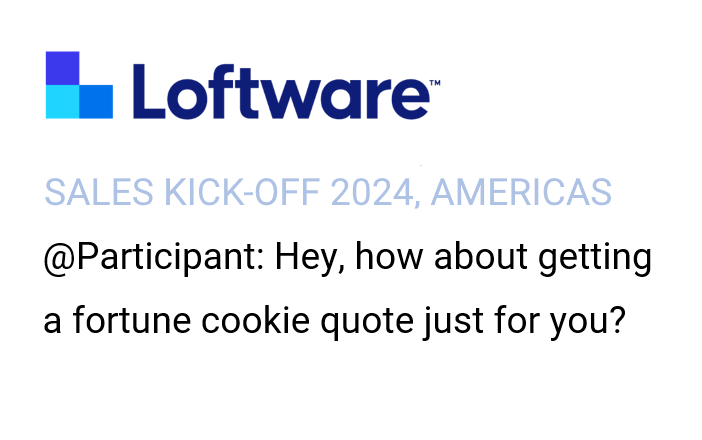 Loftware™
SALES KICK-OFF 2024, AMERICAS
@Participant: Hey, how about getting
a fortune cookie quote just for you?